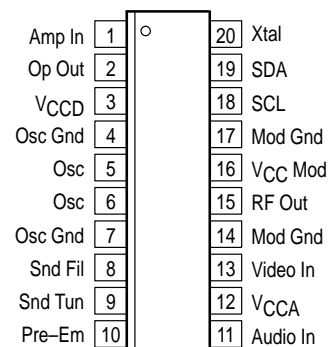 Amp In 1 20 Xtal
Op Out 2 19 SDA
VCCD 3 18 SCL
Osc Gnd 4 17 Mod Gnd
Osc 5 16 VCC Mod
Osc 6 15 RF Out
Osc Gnd 7 14 Mod Gnd
Snd Fil 8 13 Video In
Snd Tun 9 12 VCCA
Pre–Em 10 11 Audio In